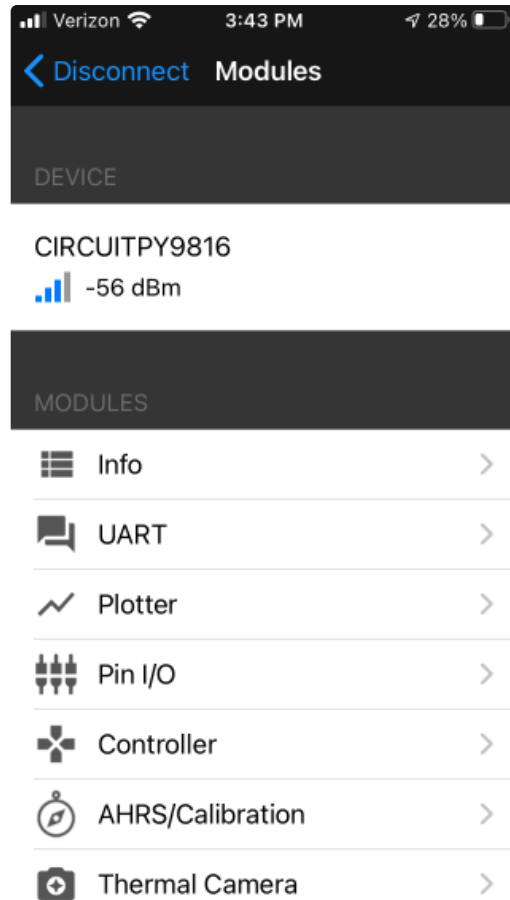 Verizon 3:43 PM 28%
Disconnect Modules
DEVICE
CIRCUITPY9816
-56 dBm
MODULES
Info
UART
Plotter
Pin I/O
Controller
AHRS/Calibration
Thermal Camera